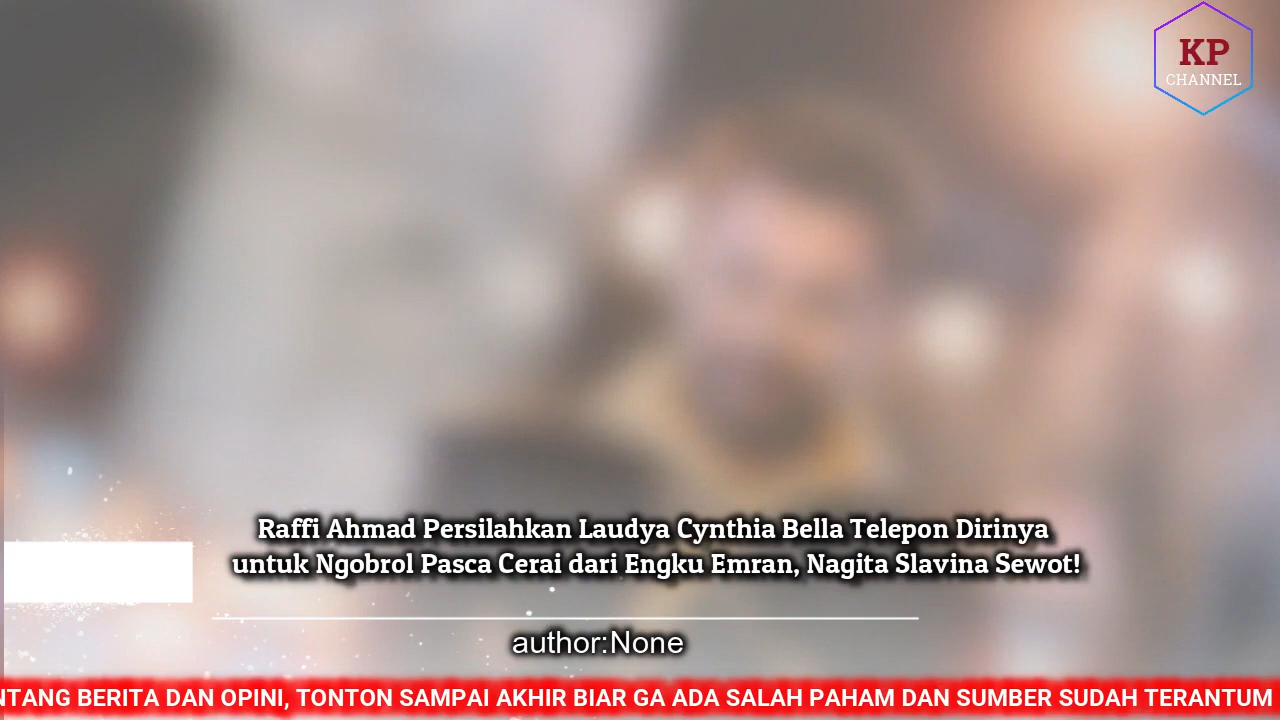 KP
CHANNEL
Raffi Ahmad Persilahkan Laudya Cynthia Bella Telepon Dirinya
untuk Ngobrol Pasca Cerai dari Engku Emran, Nagita Slavina Sewot!
author:None
NTANG BERITA DAN OPINI, TONTON SAMPAI AKHIR BIAR GA ADA SALAH PAHAM DAN SUMBER SUDAH TERANTUM